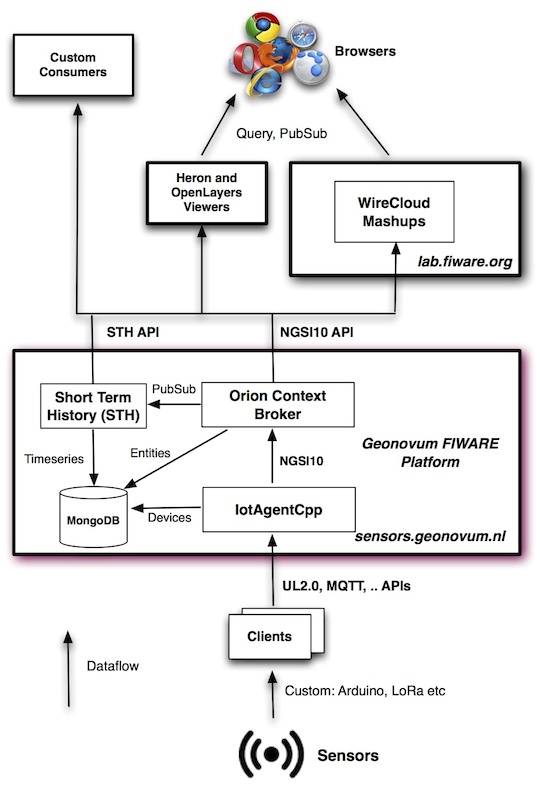 Custom
Consumers
Browsers
Query, PubSub
Heron and
OpenLayers
Viewers
WireCloud
Mashups
lab.fiware.org
STH API
NGSI10 API
Short Term
History (STH)
PubSub
Orion Context
Broker
Geonovum FIWARE
Platform
Timeseries
Entities
NGSI10
MongoDB
Devices
IotAgentCpp
sensors.geonovum.nl
UL2.0, MQTT, .. APIs
Clients
Dataflow
Custom: Arduino, LoRa etc
Sensors